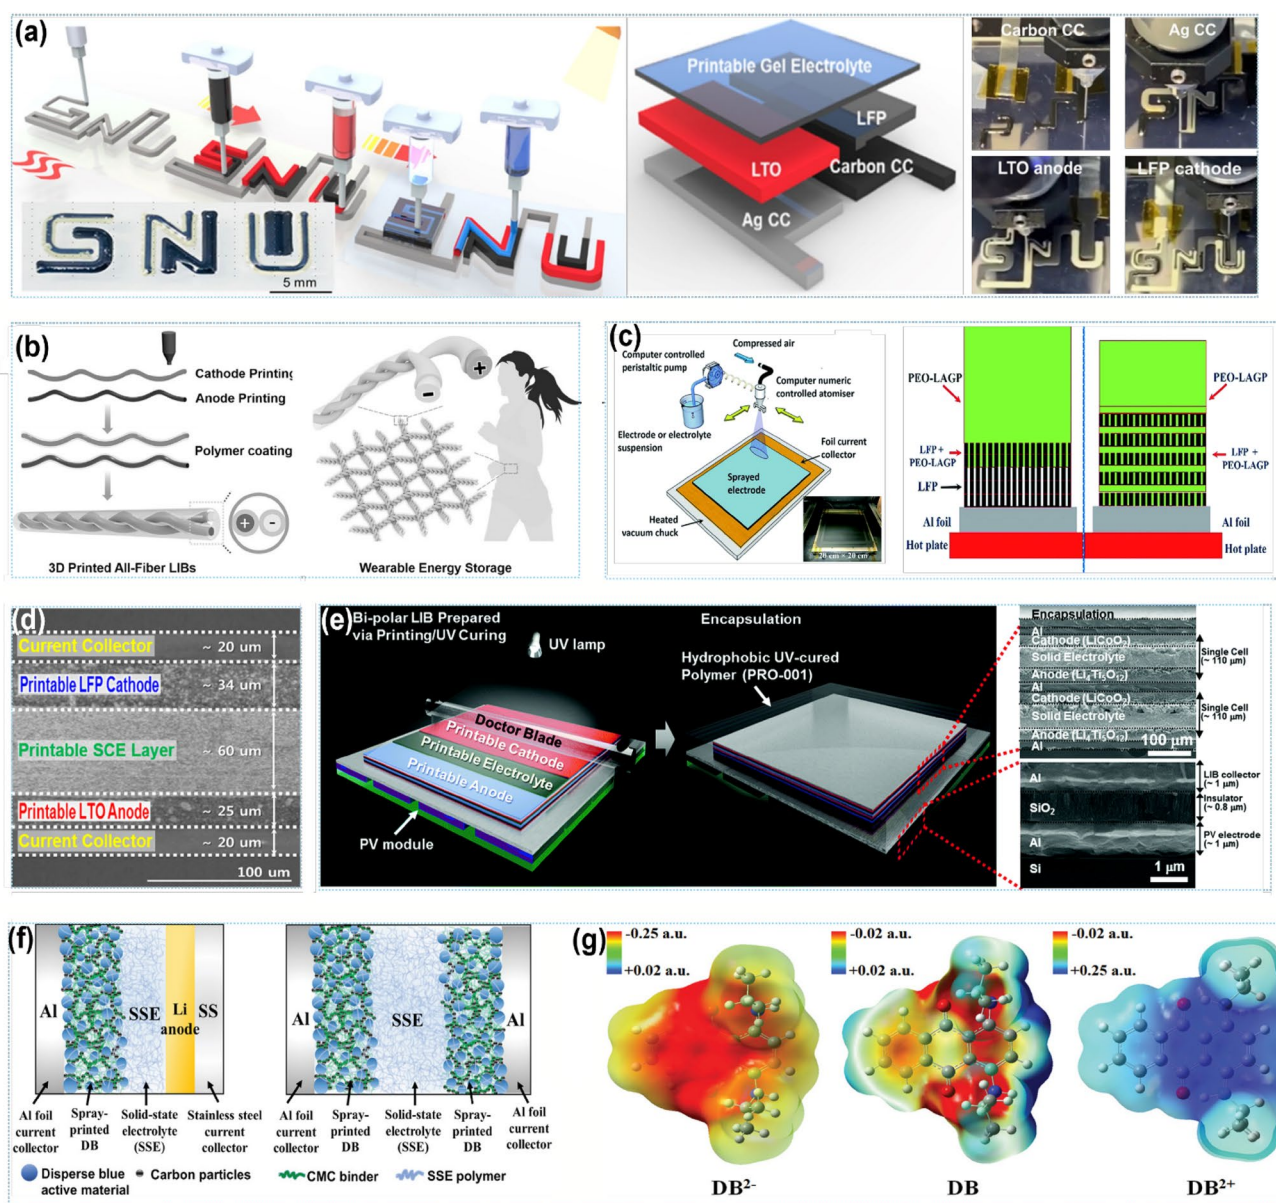 (a)
Printable Gel Electrolyte
LFP
LTO
Carbon CC
Ag CC
5 mm
Carbon CC
Ag CC
LTO anode
LFP cathode
SNU
(b)
Cathode Printing
Anode Printing
Polymer coating
+
-
3D Printed All-Fiber LIBs
+
-
Wearable Energy Storage
(c)
Computer controlled
peristaltic pump
Compressed air
Computer numeric
controlled atomiser
Electrode or electrolyte
suspension
Foil current
collector
Sprayed
electrode
Heated
vacuum chuck
20 cm × 20 cm
PEO-LAGP
LFP +
PEO-LAGP
LFP
Al foil
Hot plate
PEO-LAGP
LFP +
PEO-LAGP
Al foil
Hot plate
(d)
Current Collector ~ 20 um
Printable LFP Cathode ~ 34 um
Printable SCE Layer ~ 60 um
Printable LTO Anode ~ 25 um
Current Collector ~ 20 um
100 um
(e)
Bi-polar LIB Prepared
via Printing/UV Curing
UV lamp
Doctor Blade
Printable Cathode
Printable Electrolyte
Printable Anode
PV module
Encapsulation
Hydrophobic UV-cured
Polymer (PRO-001)
Encapsulation
Al
Cathode (LiCoO₂)
Solid Electrolyte
Anode (Li₄Ti₅O₁₂)
Al
Cathode (LiCoO₂)
Solid Electrolyte
Anode (Li₄Ti₅O₁₂)
Al
Single Cell
(~ 110 μm)
Single Cell
(~ 110 μm)
100 μm
Al
SiO₂
Al
Si
LIB collector
(~ 1 μm)
Insulator
(~ 0.8 μm)
PV electrode
(~ 1 μm)
1 μm
(f)
Al
SSE
Li
anode
SS
Al foil
current
collector
Spray-
printed
DB
Solid-state
electrolyte
(SSE)
Stainless steel
current
collector
Al
SSE
Al
Al foil
current
collector
Spray-
printed
DB
Solid-state
electrolyte
(SSE)
Spray-
printed
DB
Al foil
current
collector
Disperse blue
active material
Carbon particles
CMC binder
SSE polymer
(g)
-0.25 a.u.
+0.02 a.u.
DB²⁻
-0.02 a.u.
+0.02 a.u.
DB
-0.02 a.u.
+0.25 a.u.
DB²⁺